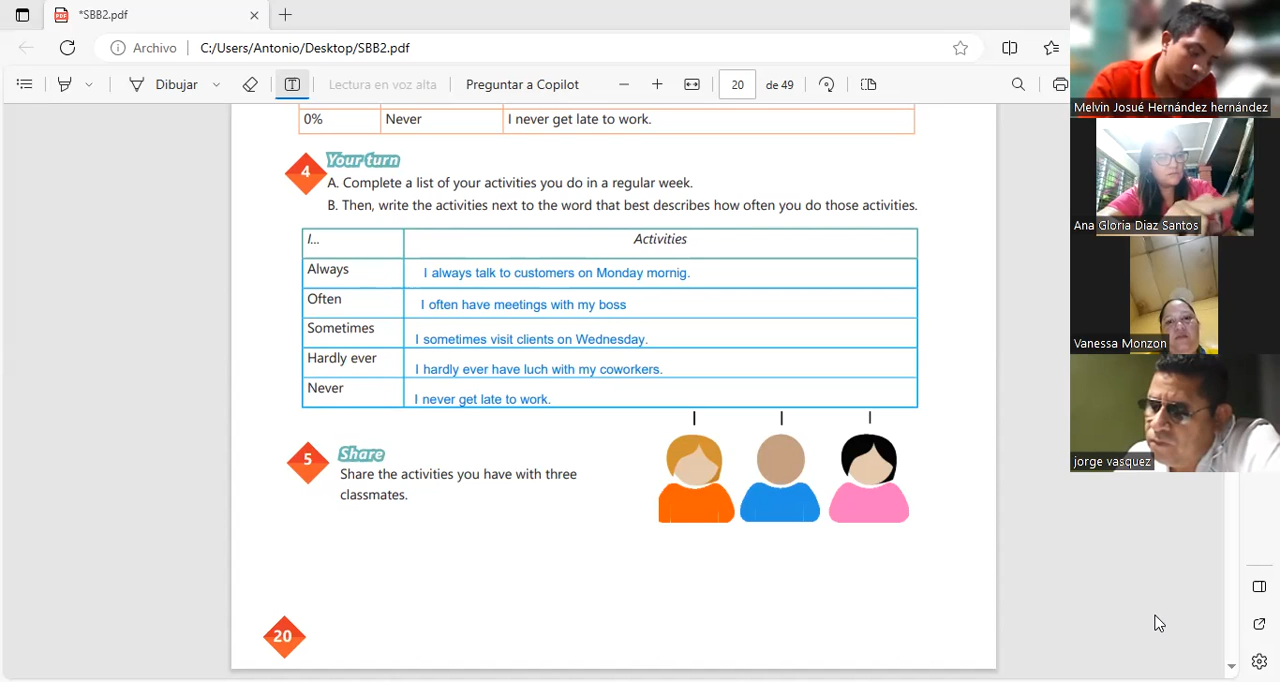 *SBB2.pdf
Archivo
C:/Users/Antonio/Desktop/SBB2.pdf
Dibujar
Lectura en voz alta
Preguntar a Copilot
20
de 49
0% Never I never get late to work.
4 Your turn
A. Complete a list of your activities you do in a regular week.
B. Then, write the activities next to the word that best describes how often you do those activities.
I... Activities
Always I always talk to customers on Monday mornig.
Often I often have meetings with my boss
Sometimes I sometimes visit clients on Wednesday.
Hardly ever I hardly ever have luch with my coworkers.
Never I never get late to work.
5 Share
Share the activities you have with three
classmates.
20
Melvin Josué Hernández hernández
Ana Gloria Diaz Santos
Vanessa Monzon
jorge vasquez